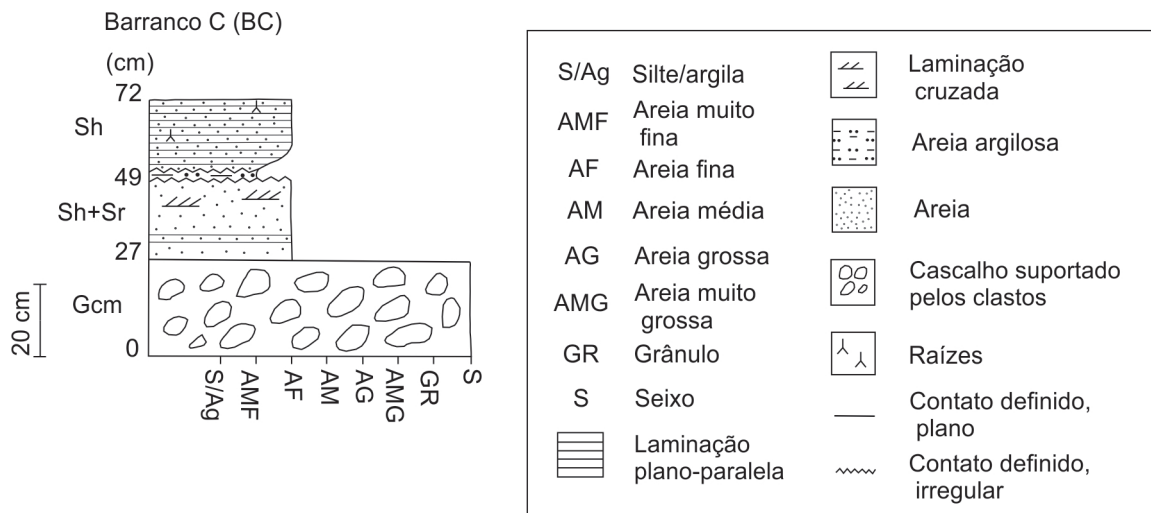 Barranco C (BC)
(cm)
72
Sh
49
Sh+Sr
27
Gcm
0
20 cm
S/Ag
AMF
AF
AM
AG
AMG
GR
S
S/Ag Silte/argila
AMF Areia muito
fina
AF Areia fina
AM Areia média
AG Areia grossa
AMG Areia muito
grossa
GR Grânulo
S Seixo
Laminação
plano-paralela
Laminação
cruzada
Areia argilosa
Areia
Cascalho suportado
pelos clastos
Raízes
Contato definido,
plano
Contato definido,
irregular